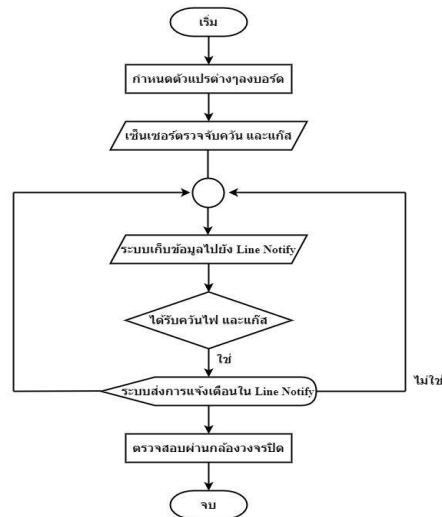 เริ่ม
กำหนดตัวแปรต่างๆลงบอร์ด
เซ็นเซอร์ตรวจจับควัน และแก๊ส
ระบบเก็บข้อมูลไปยัง Line Notify
ได้รับควันไฟ และแก๊ส
ใช่
ระบบส่งการแจ้งเตือนใน Line Notify
ไม่ใช่
ตรวจสอบผ่านกล้องวงจรปิด
จบ